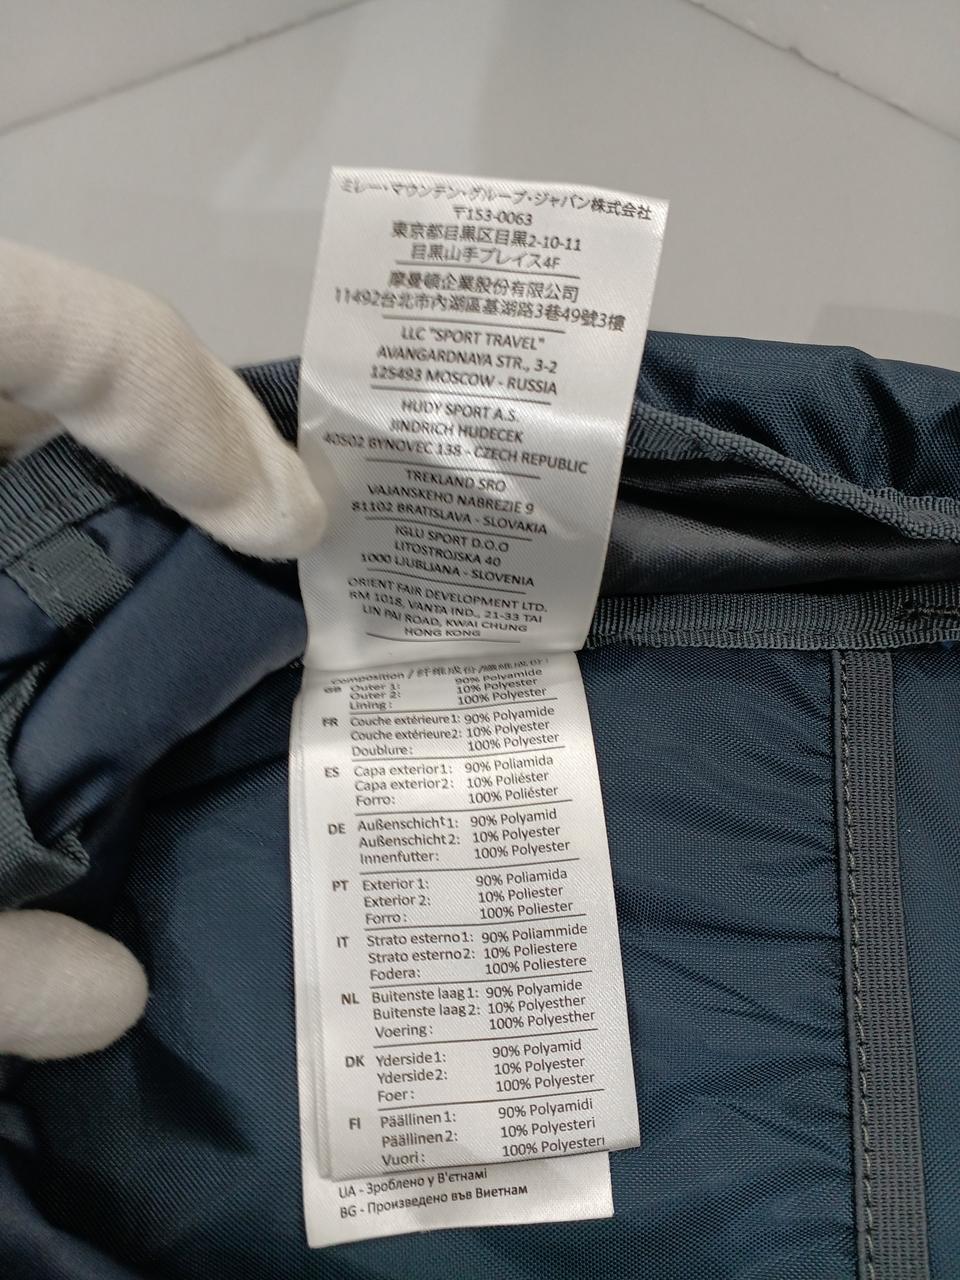 ミレー・マウンテン・グループ・ジャパン株式会社
〒153-0063
東京都目黒区目黒2-10-11
目黒山手プレイス4F
摩曼頓企業股份有限公司
11492台北市內湖區基湖路3巷49號3樓
LLC "SPORT TRAVEL"
AVANGARDNAYA STR., 3-2
125493 MOSCOW - RUSSIA
HUDY SPORT A.S.
JINDRICH HUDECEK
40502 BYNOVEC 138 - CZECH REPUBLIC
TREKLAND SRO
VAJANSKEHO NABREZIE 9
81102 BRATISLAVA - SLOVAKIA
IGLU SPORT D.O.O
LITOSTROJSKA 40
1000 LJUBLJANA - SLOVENIA
ORIENT FAIR DEVELOPMENT LTD.
RM 1018, VANTA IND., 21-33 TAI
LIN PAI ROAD, KWAI CHUNG
HONG KONG
Composition / 纤维成份 /纖維成份:
GB Outer 1: 90% Polyamide
Outer 2: 10% Polyester
Lining: 100% Polyester
FR Couche extérieure1: 90% Polyamide
Couche extérieure2: 10% Polyester
Doublure: 100% Polyester
ES Capa exterior1: 90% Poliamida
Capa exterior2: 10% Poliéster
Forro: 100% Poliéster
DE Außenschicht1: 90% Polyamid
Außenschicht2: 10% Polyester
Innenfutter: 100% Polyester
PT Exterior 1: 90% Poliamida
Exterior 2: 10% Poliester
Forro: 100% Poliester
IT Strato esterno1: 90% Poliammide
Strato esterno2: 10% Poliestere
Fodera: 100% Poliestere
NL Buitenste laag1: 90% Polyamide
Buitenste laag2: 10% Polyesther
Voering: 100% Polyesther
DK Yderside1: 90% Polyamid
Yderside2: 10% Polyester
Foer: 100% Polyester
FI Päällinen 1: 90% Polyamidi
Päällinen 2: 10% Polyesteri
Vuori: 100% Polyesteri
UA - Зроблено у В'єтнамі
BG - Произведено във Виетнам